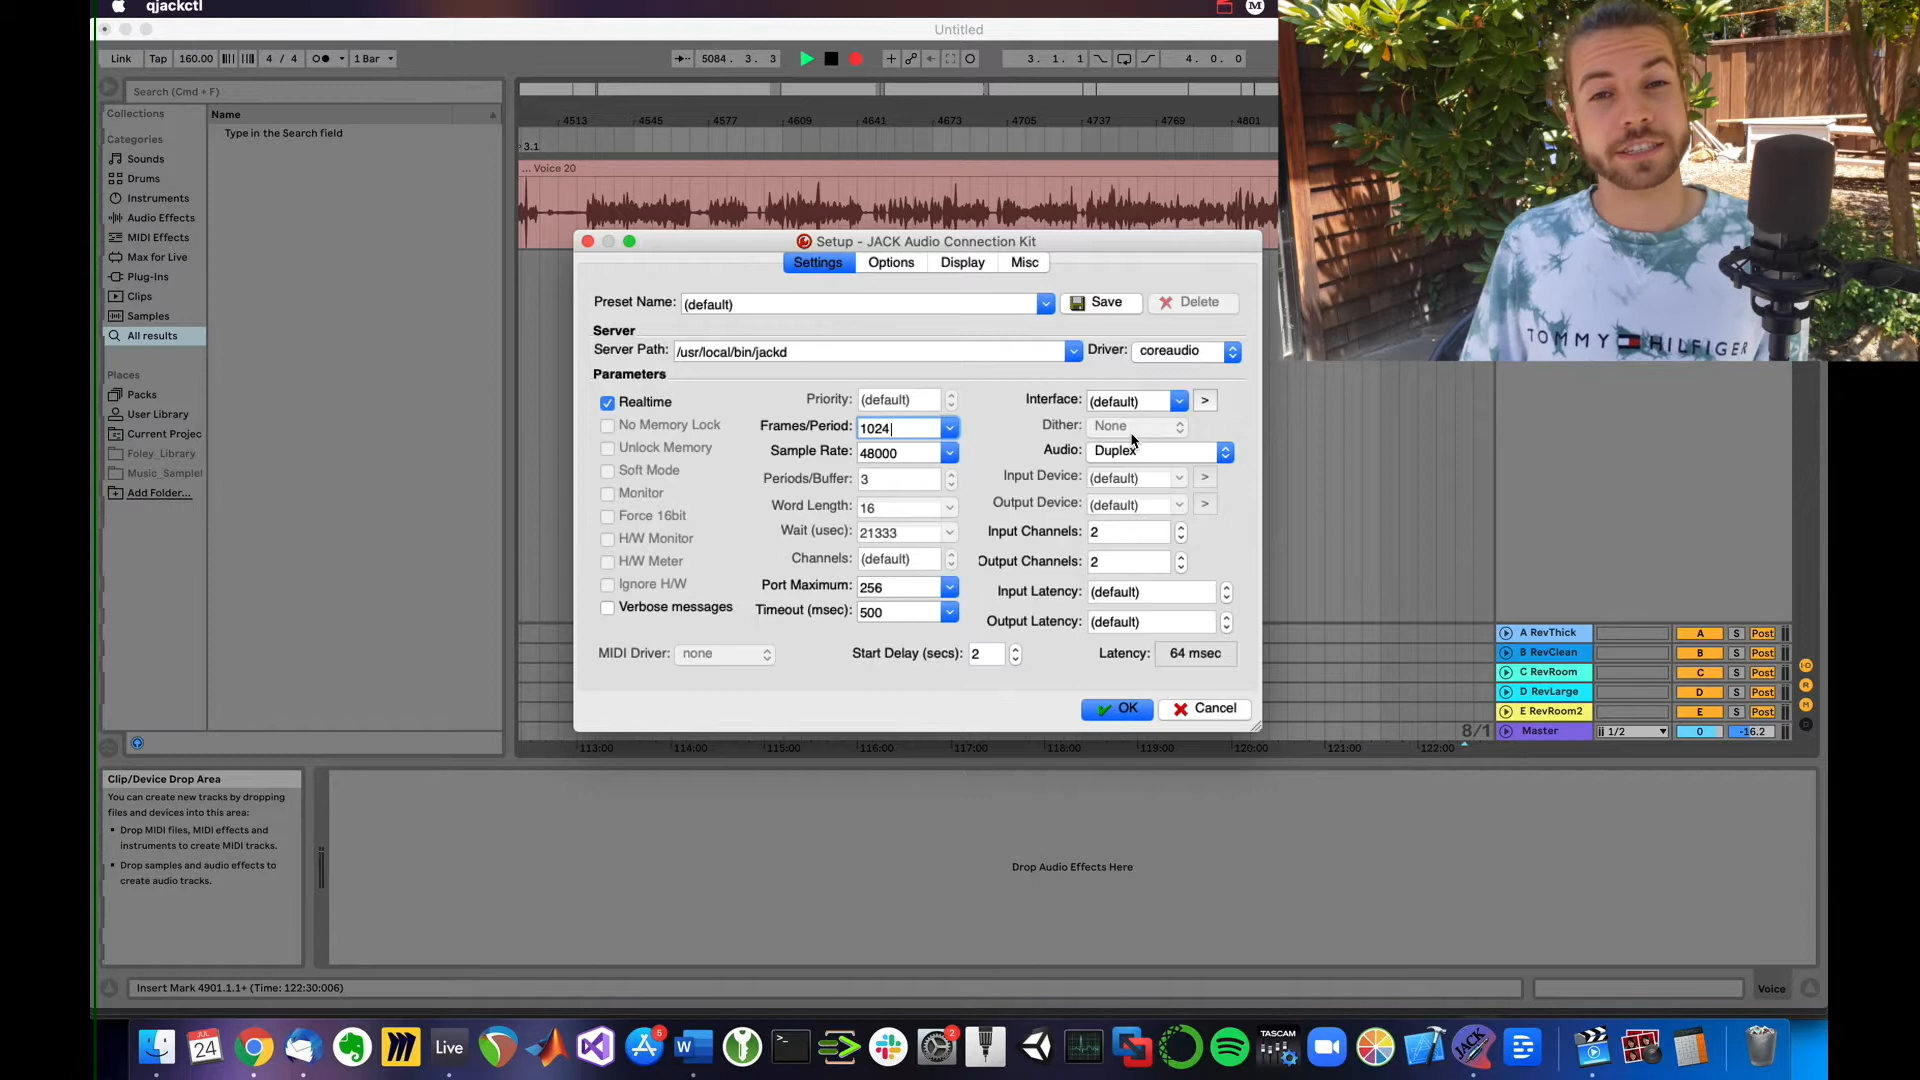 qjackctl
Untitled
Link Tap 160.00 4 / 4 1 Bar 5084 . 3 . 3 3 . 1 . 1 4 . 0 . 0
Search (Cmd + F)
Collections
Categories
Sounds
Drums
Instruments
Audio Effects
MIDI Effects
Max for Live
Plug-Ins
Clips
Samples
All results
Places
Packs
User Library
Current Projec
Foley_Library
Music_Sampl
Add Folder...
Name
Type in the Search field
4513 4545 4577 4609 4641 4673 4705 4737 4769 4801
3.1
... Voice 20
Setup - JACK Audio Connection Kit
Settings Options Display Misc
Preset Name: (default) Save Delete
Server
Server Path: /usr/local/bin/jackd Driver: coreaudio
Parameters
Realtime
No Memory Lock
Unlock Memory
Soft Mode
Monitor
Force 16bit
H/W Monitor
H/W Meter
Ignore H/W
Verbose messages
Priority: (default)
Frames/Period: 1024
Sample Rate: 48000
Periods/Buffer: 3
Word Length: 16
Wait (usec): 21333
Channels: (default)
Port Maximum: 256
Timeout (msec): 500
Interface: (default) >
Dither: None
Audio: Duplex
Input Device: (default) >
Output Device: (default) >
Input Channels: 2
Output Channels: 2
Input Latency: (default)
Output Latency: (default)
MIDI Driver: none Start Delay (secs): 2 Latency: 64 msec
OK Cancel
TOMMY HILFIGER
A RevThick A S Post
B RevClean B S Post
C RevRoom C S Post
D RevLarge D S Post
E RevRoom2 E S Post
8/1 Master 1/2 0 -16.2
113:00 114:00 115:00 116:00 117:00 118:00 119:00 120:00 121:00 122:00
Clip/Device Drop Area
You can create new tracks by dropping
files and devices into this area:
Drop MIDI files, MIDI effects and
instruments to create MIDI tracks.
Drop samples and audio effects to
create audio tracks.
Drop Audio Effects Here
Insert Mark 4901.1.1+ (Time: 122:30:006)
Voice
JUL
24
Live
6
W
2
TASCAM
JACK